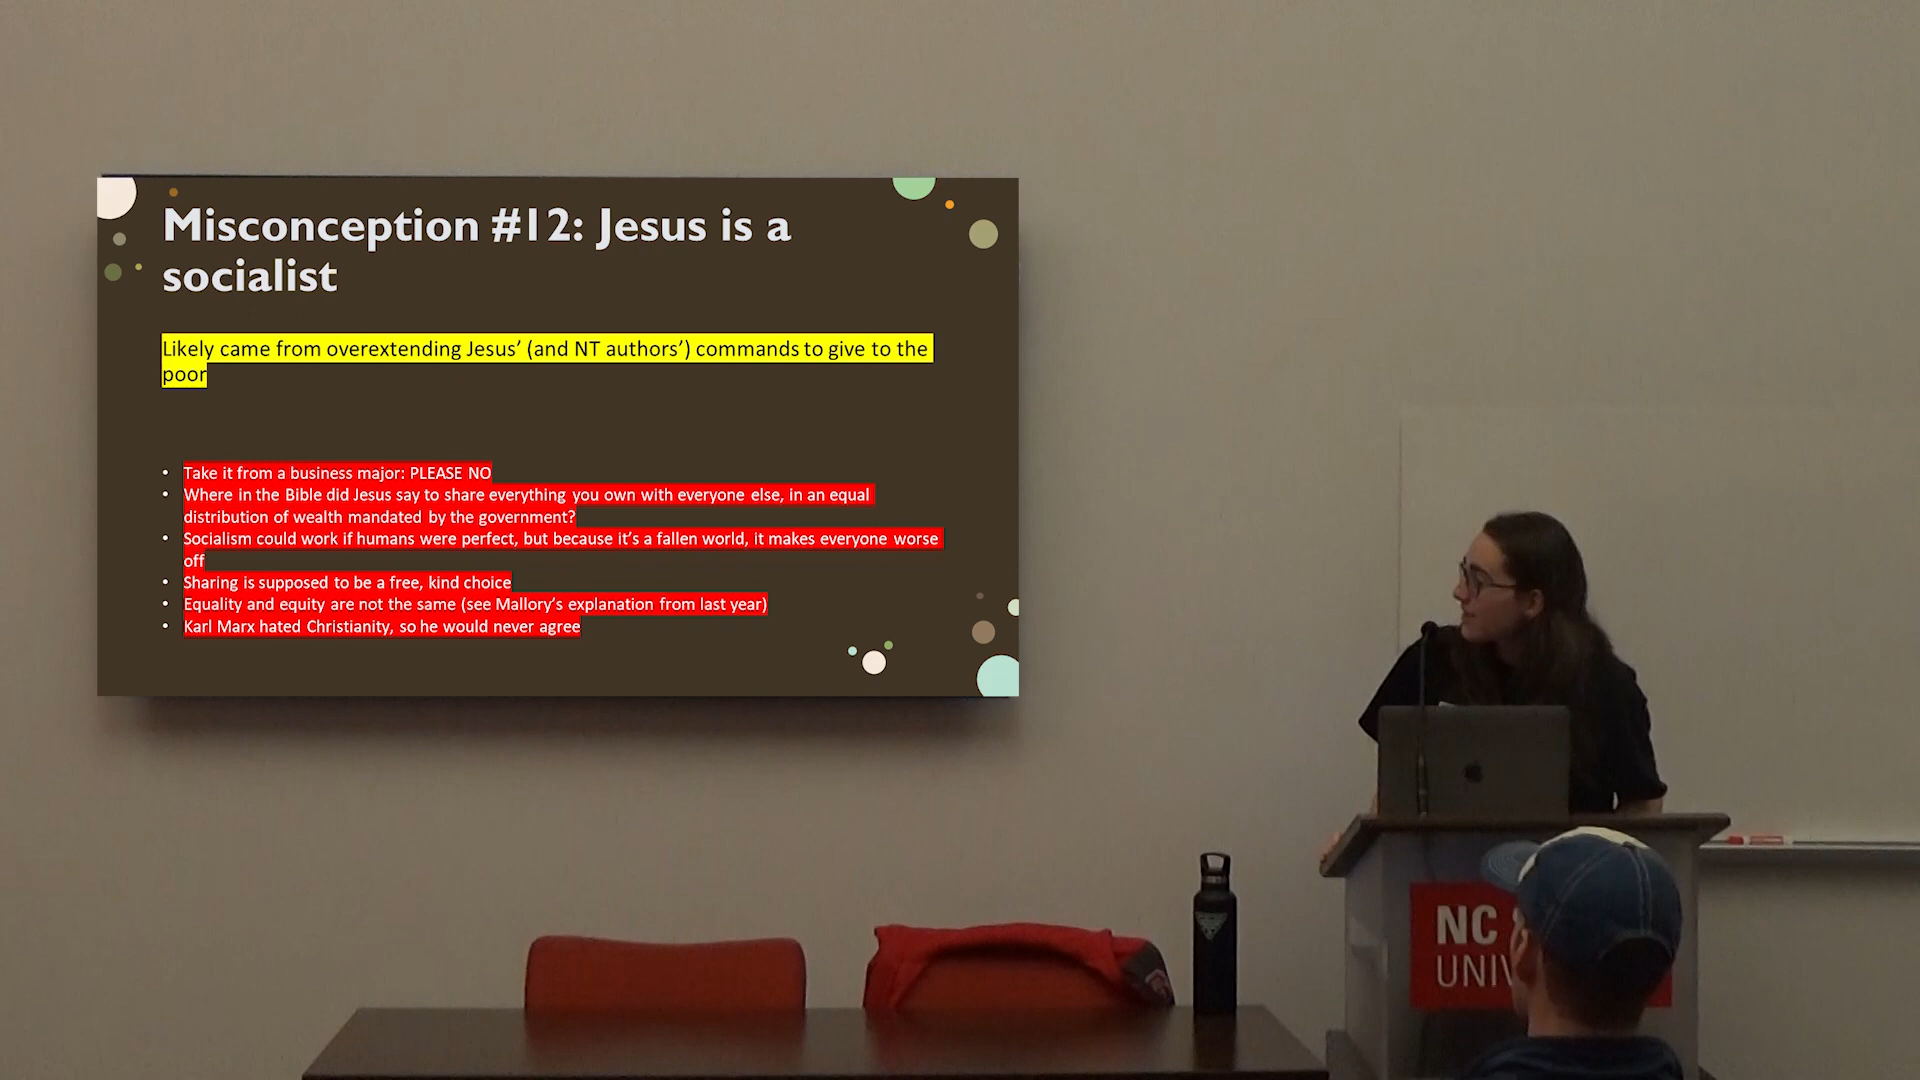 Misconception #12: Jesus is a
socialist
Likely came from overextending Jesus’ (and NT authors’) commands to give to the
poor
• Take it from a business major: PLEASE NO
• Where in the Bible did Jesus say to share everything you own with everyone else, in an equal
distribution of wealth mandated by the government?
• Socialism could work if humans were perfect, but because it’s a fallen world, it makes everyone worse
off
• Sharing is supposed to be a free, kind choice
• Equality and equity are not the same (see Mallory’s explanation from last year)
• Karl Marx hated Christianity, so he would never agree
NC
UNIV